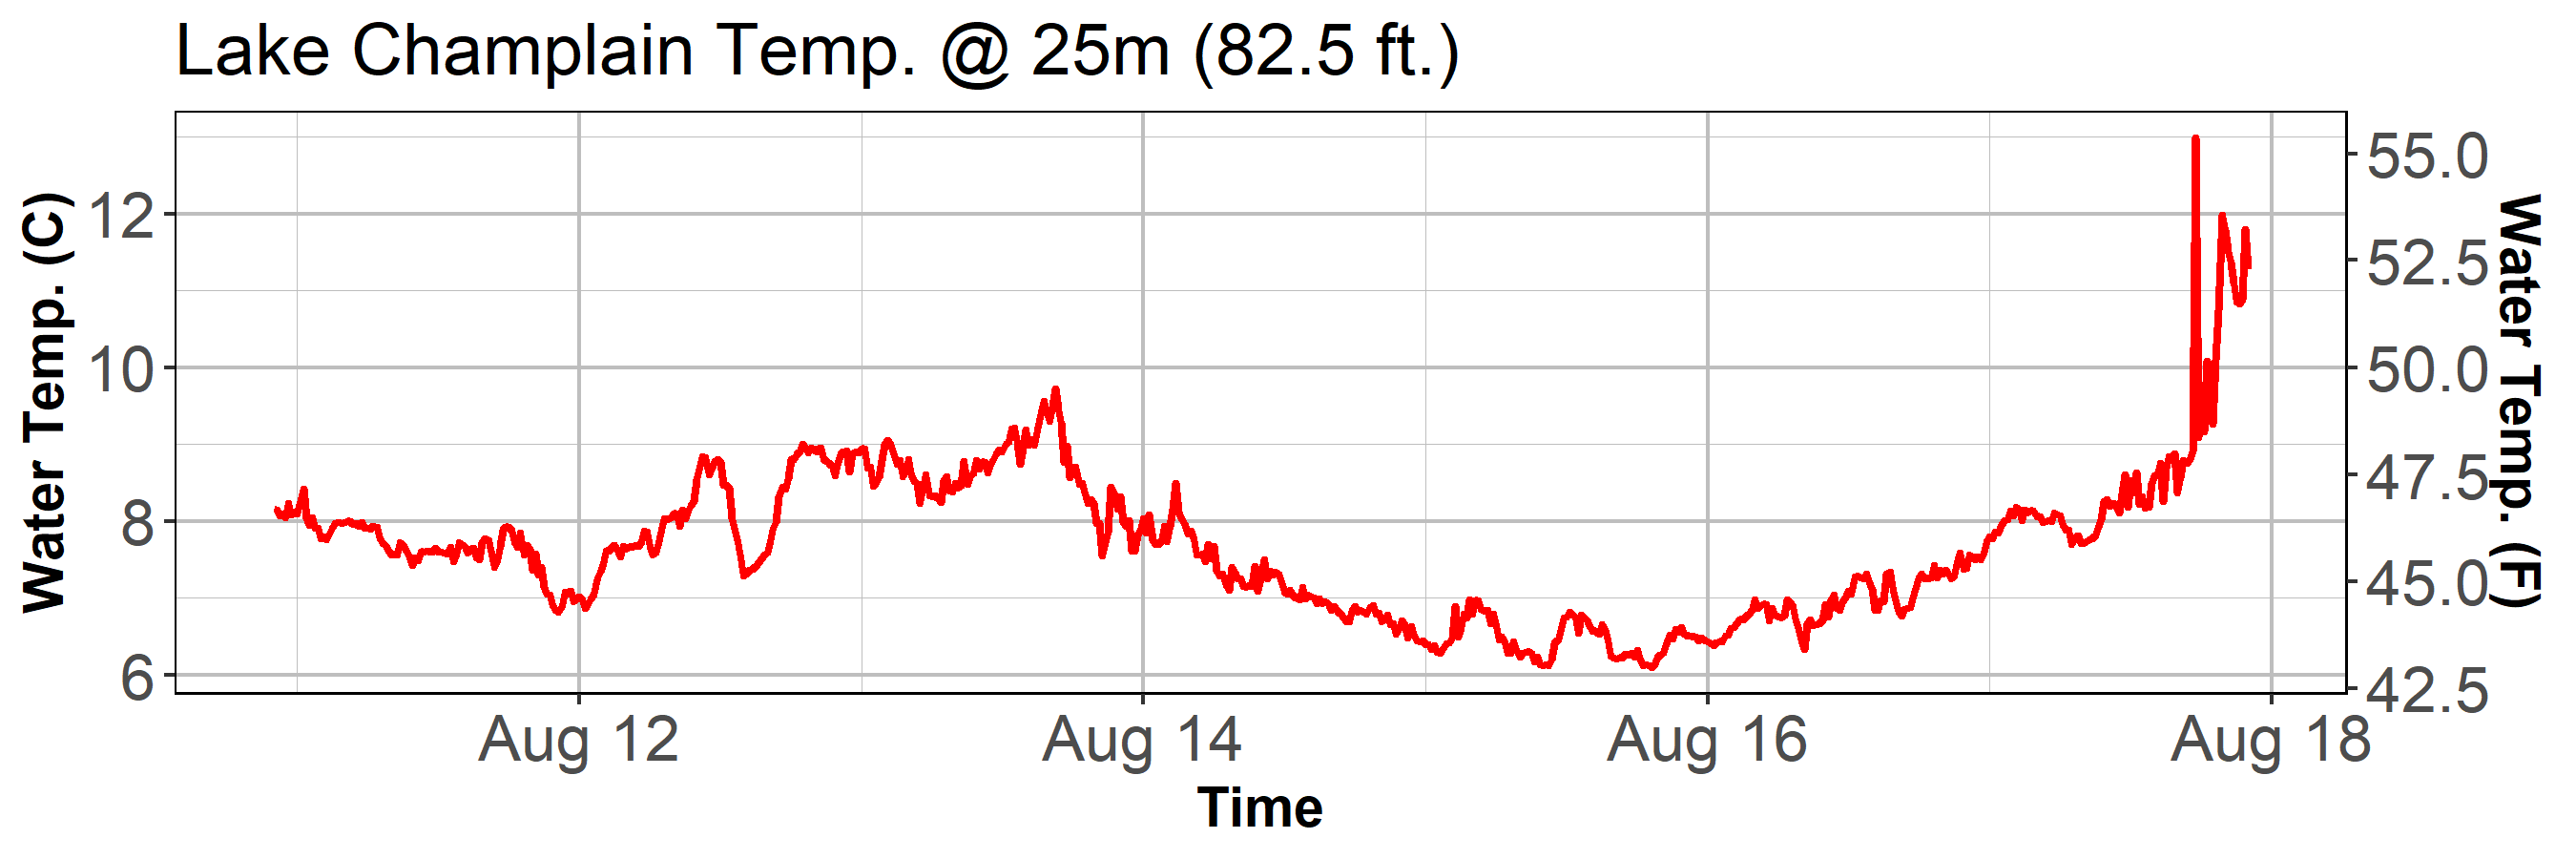 Lake Champlain Temp. @ 25m (82.5 ft.)
Water Temp. (C)
12
10
8
6
55.0
52.5
50.0
47.5
45.0
42.5
Water Temp. (F)
Aug 12 Aug 14 Aug 16 Aug 18
Time